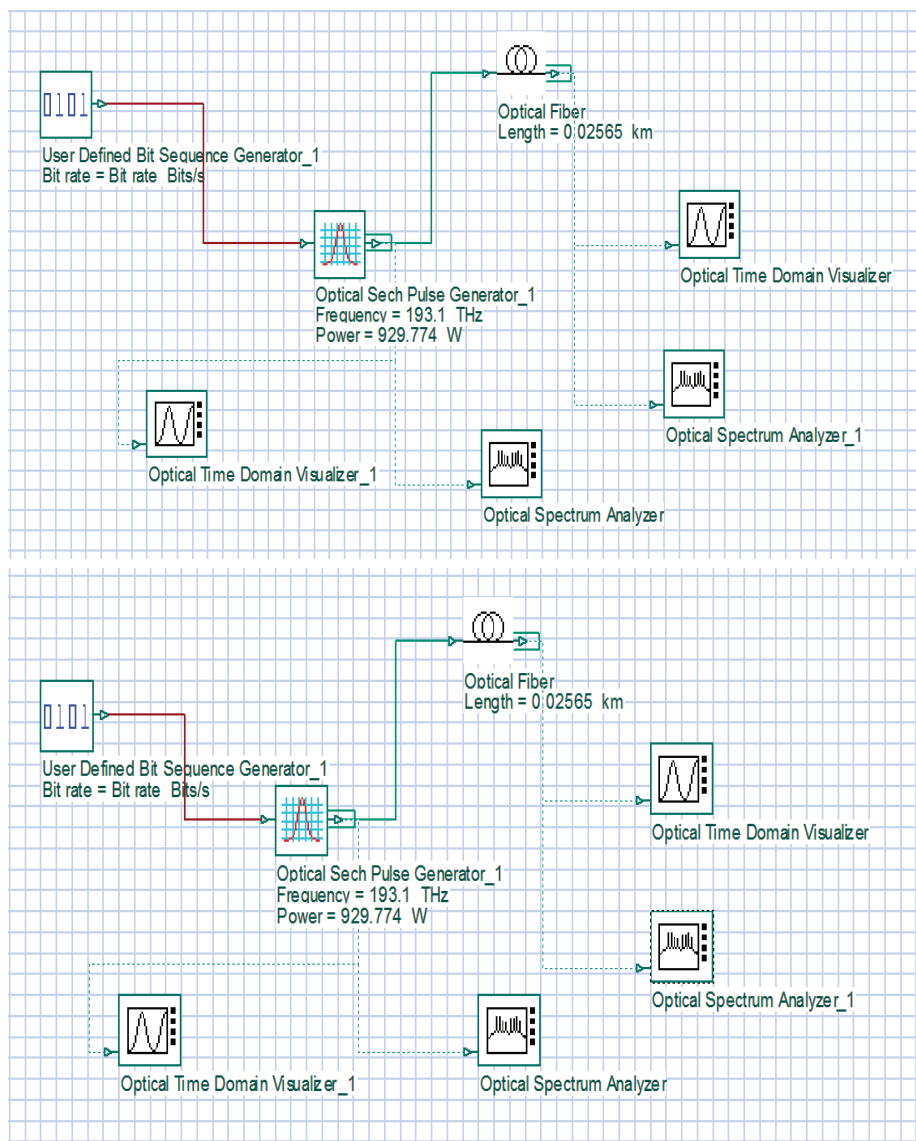 0101
Optical Fiber
Length = 0.02565 km
User Defined Bit Sequence Generator_1
Bit rate = Bit rate Bits/s
Optical Time Domain Visualizer
Optical Sech Pulse Generator_1
Frequency = 193.1 THz
Power = 929.774 W
Optical Spectrum Analyzer_1
Optical Time Domain Visualizer_1
Optical Spectrum Analyzer
Optical Fiber
Length = 0.02565 km
0101
User Defined Bit Sequence Generator_1
Bit rate = Bit rate Bits/s
Optical Time Domain Visualizer
Optical Sech Pulse Generator_1
Frequency = 193.1 THz
Power = 929.774 W
Optical Spectrum Analyzer_1
Optical Time Domain Visualizer_1
Optical Spectrum Analyzer